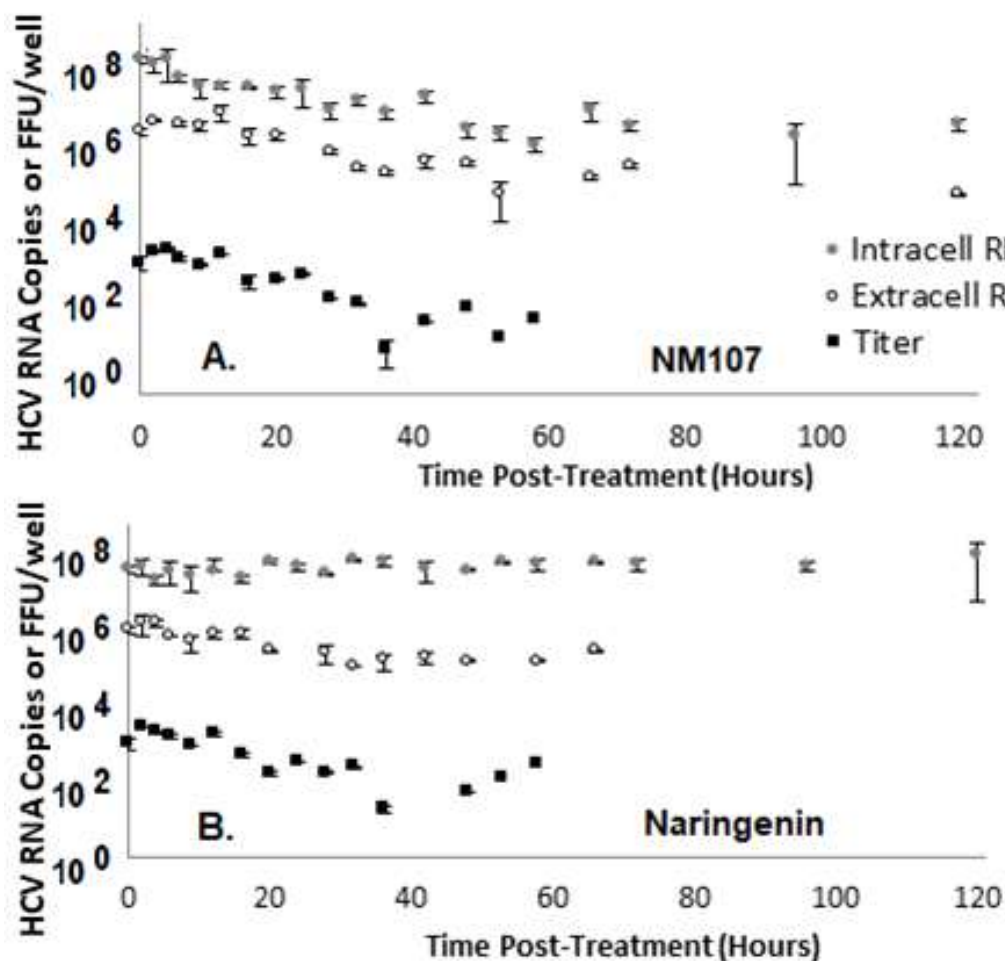 HCV RNA Copies or FFU/well
10 8
10 6
10 4
10 2
10 0
Intracell R
Extracell R
Titer
A.
NM107
0 20 40 60 80 100 120
Time Post-Treatment (Hours)
HCV RNA Copies or FFU/well
10 8
10 6
10 4
10 2
10 0
B.
Naringenin
0 20 40 60 80 100 120
Time Post-Treatment (Hours)